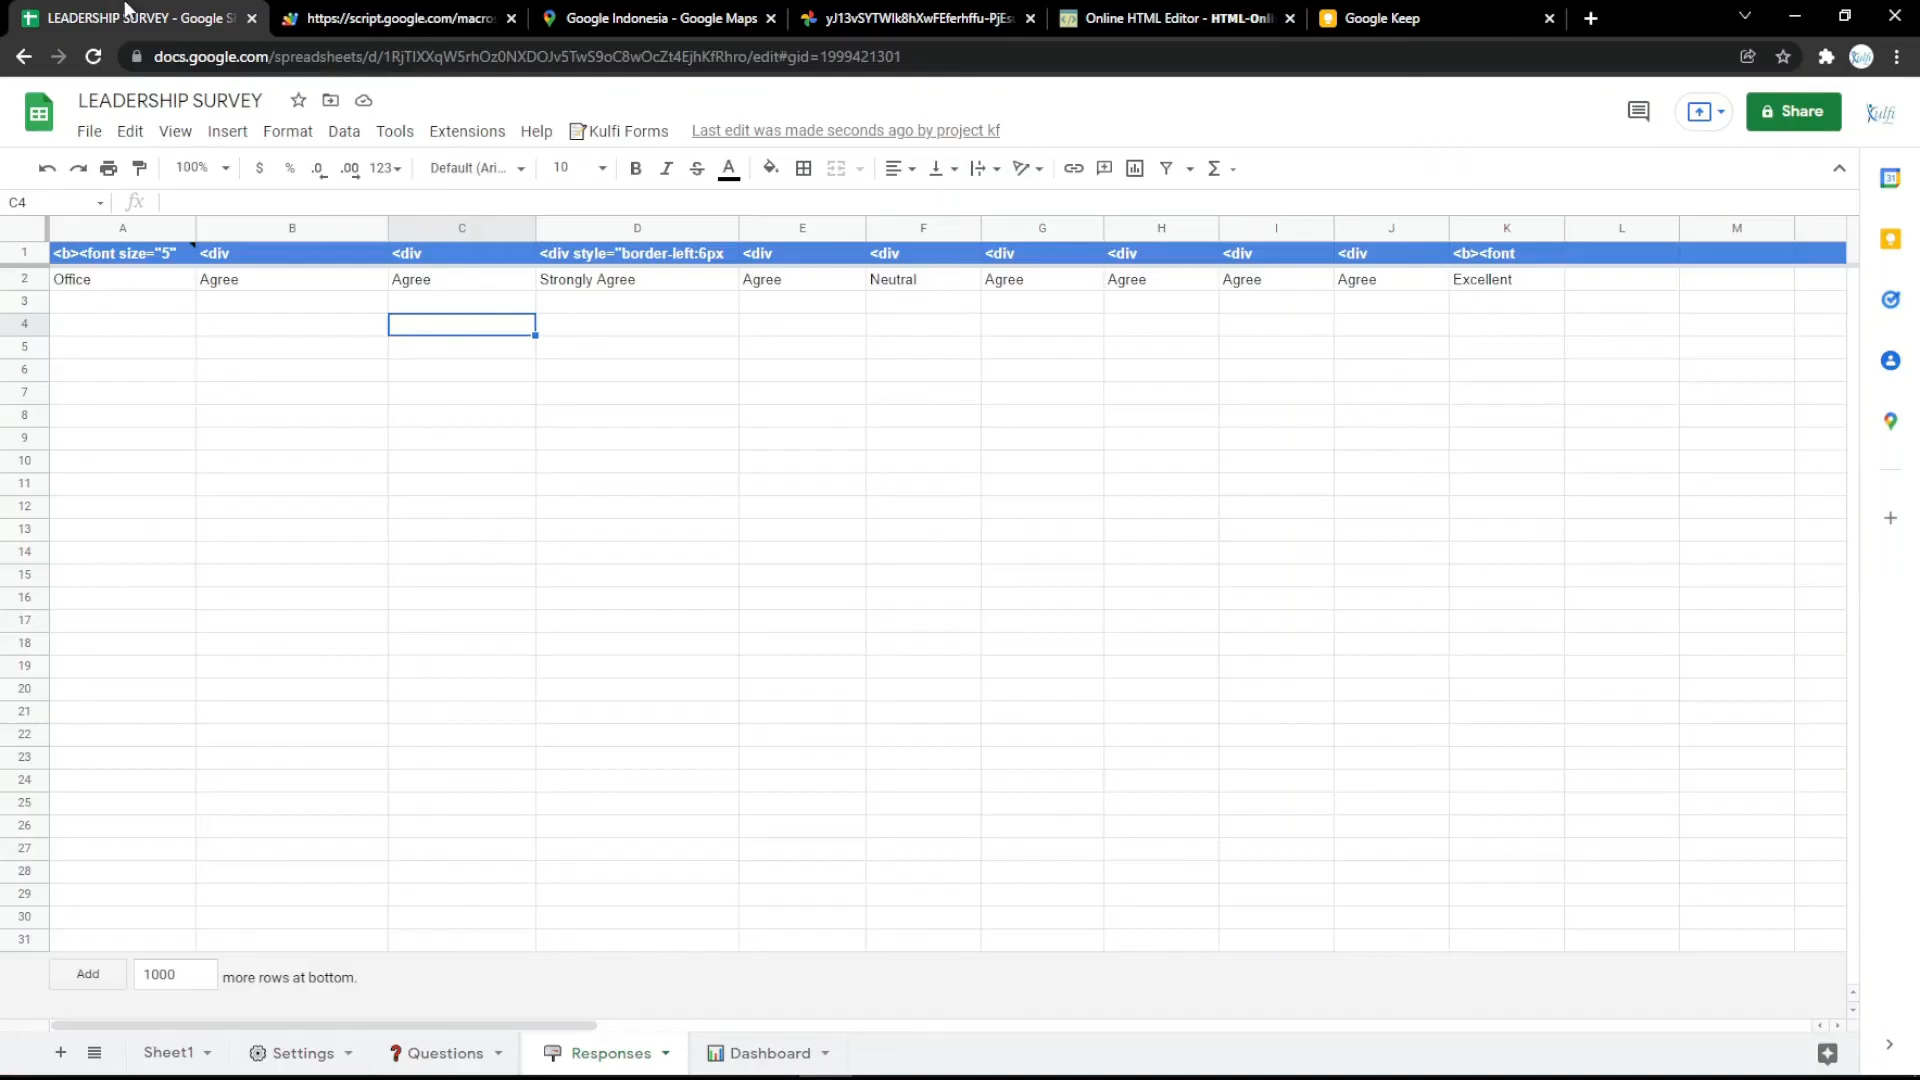 LEADERSHIP SURVEY - Google S
https://script.google.com/macros
Google Indonesia - Google Maps
Online HTML Editor - HTML-Onli
Google Keep
docs.google.com/spreadsheets/d/1RjTIXXqW5rhOz0NXDOJv5TwS9oC8wOcZt4EjhKfRhro/edit#gid=1999421301
LEADERSHIP SURVEY
File Edit View Insert Format Data Tools Extensions Help Kulfi Forms Last edit was made seconds ago by project kf
Share
Kulfi
100% $ % .0 .00 123 Default (Ari... 10 B I S A
C4 fx
A B C D E F G H I J K L M
1 <b><font size="5" <div <div <div style="border-left:6px <div <div <div <div <div <div <b><font
2 Office Agree Agree Strongly Agree Agree Neutral Agree Agree Agree Agree Excellent
3
4
5
6
7
8
9
10
11
12
13
14
15
16
17
18
19
20
21
22
23
24
25
26
27
28
29
30
31
Add 1000 more rows at bottom.
+ Sheet1 Settings Questions Responses Dashboard